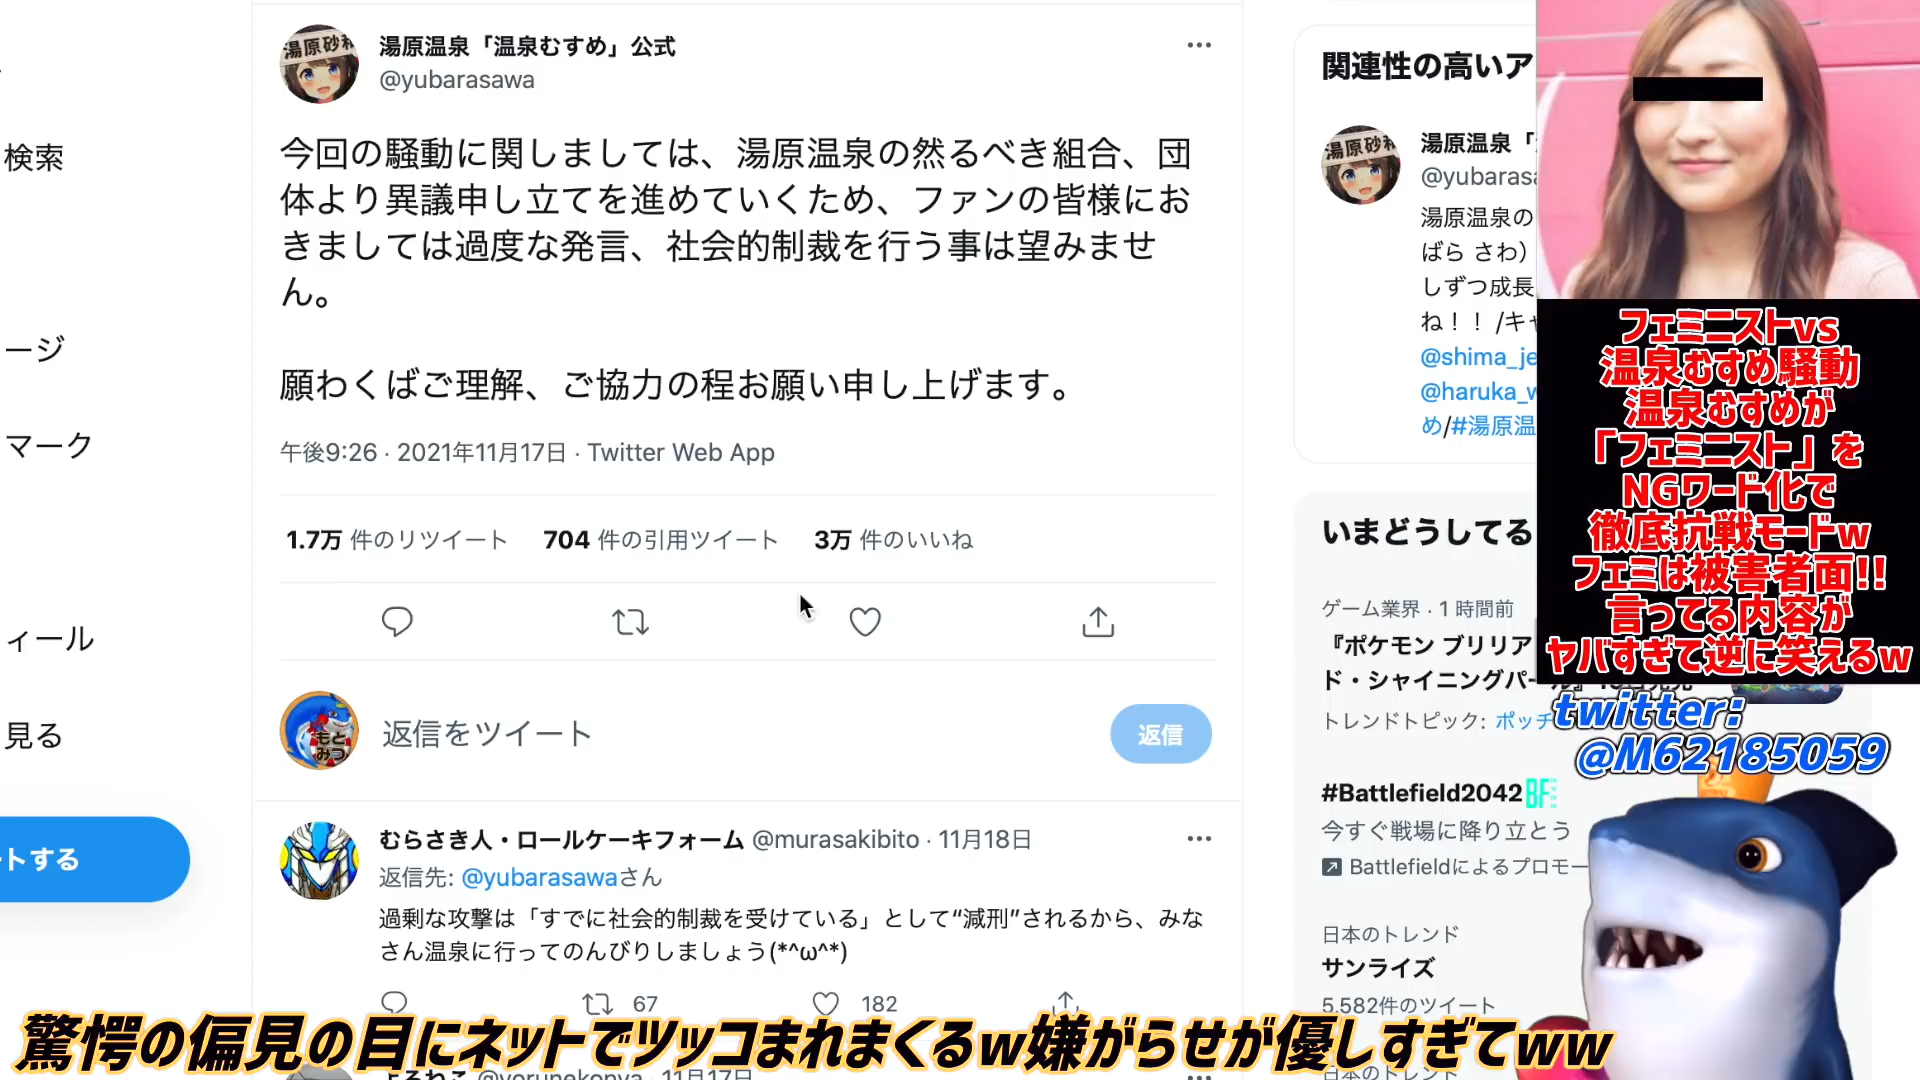 検索
ージ
マーク
ィール
見る
トする
湯原温泉「温泉むすめ」公式
@yubarasawa
今回の騒動に関しましては、湯原温泉の然るべき組合、団
体より異議申し立てを進めていくため、ファンの皆様にお
きましては過度な発言、社会的制裁を行う事は望みませ
ん。
願わくばご理解、ご協力の程お願い申し上げます。
午後9:26 · 2021年11月17日 · Twitter Web App
1.7万 件のリツイート 704 件の引用ツイート 3万 件のいいね
もと
みつ
返信をツイート
返信
むらさき人・ロールケーキフォーム @murasakibito · 11月18日
返信先: @yubarasawaさん
過剰な攻撃は「すでに社会的制裁を受けている」として“減刑”されるから、みな
さん温泉に行ってのんびりしましょう(*^ω^*)
67 182
@yorunekonya · 11月17日
関連性の高いア
湯原温泉「
@yubaras
湯原温泉の
ばら さわ）
しずつ成長
ね！！ /キャ
@shima_je
@haruka_w
め/#湯原温
いまどうしてる
ゲーム業界 · 1 時間前
『ポケモン ブリリア
ド・シャイニングパー
トレンドトピック: ポッチ
#Battlefield2042
今すぐ戦場に降り立とう
Battlefieldによるプロモー
日本のトレンド
サンライズ
5,582件のツイート
日本のトレンド
フェミニストvs
温泉むすめ騒動
温泉むすめが
「フェミニスト」を
NGワード化で
徹底抗戦モードw
フェミは被害者面!!
言ってる内容が
ヤバすぎて逆に笑えるw
twitter:
@M62185059
驚愕の偏見の目にネットでツッコまれまくるw嫌がらせが優しすぎてww